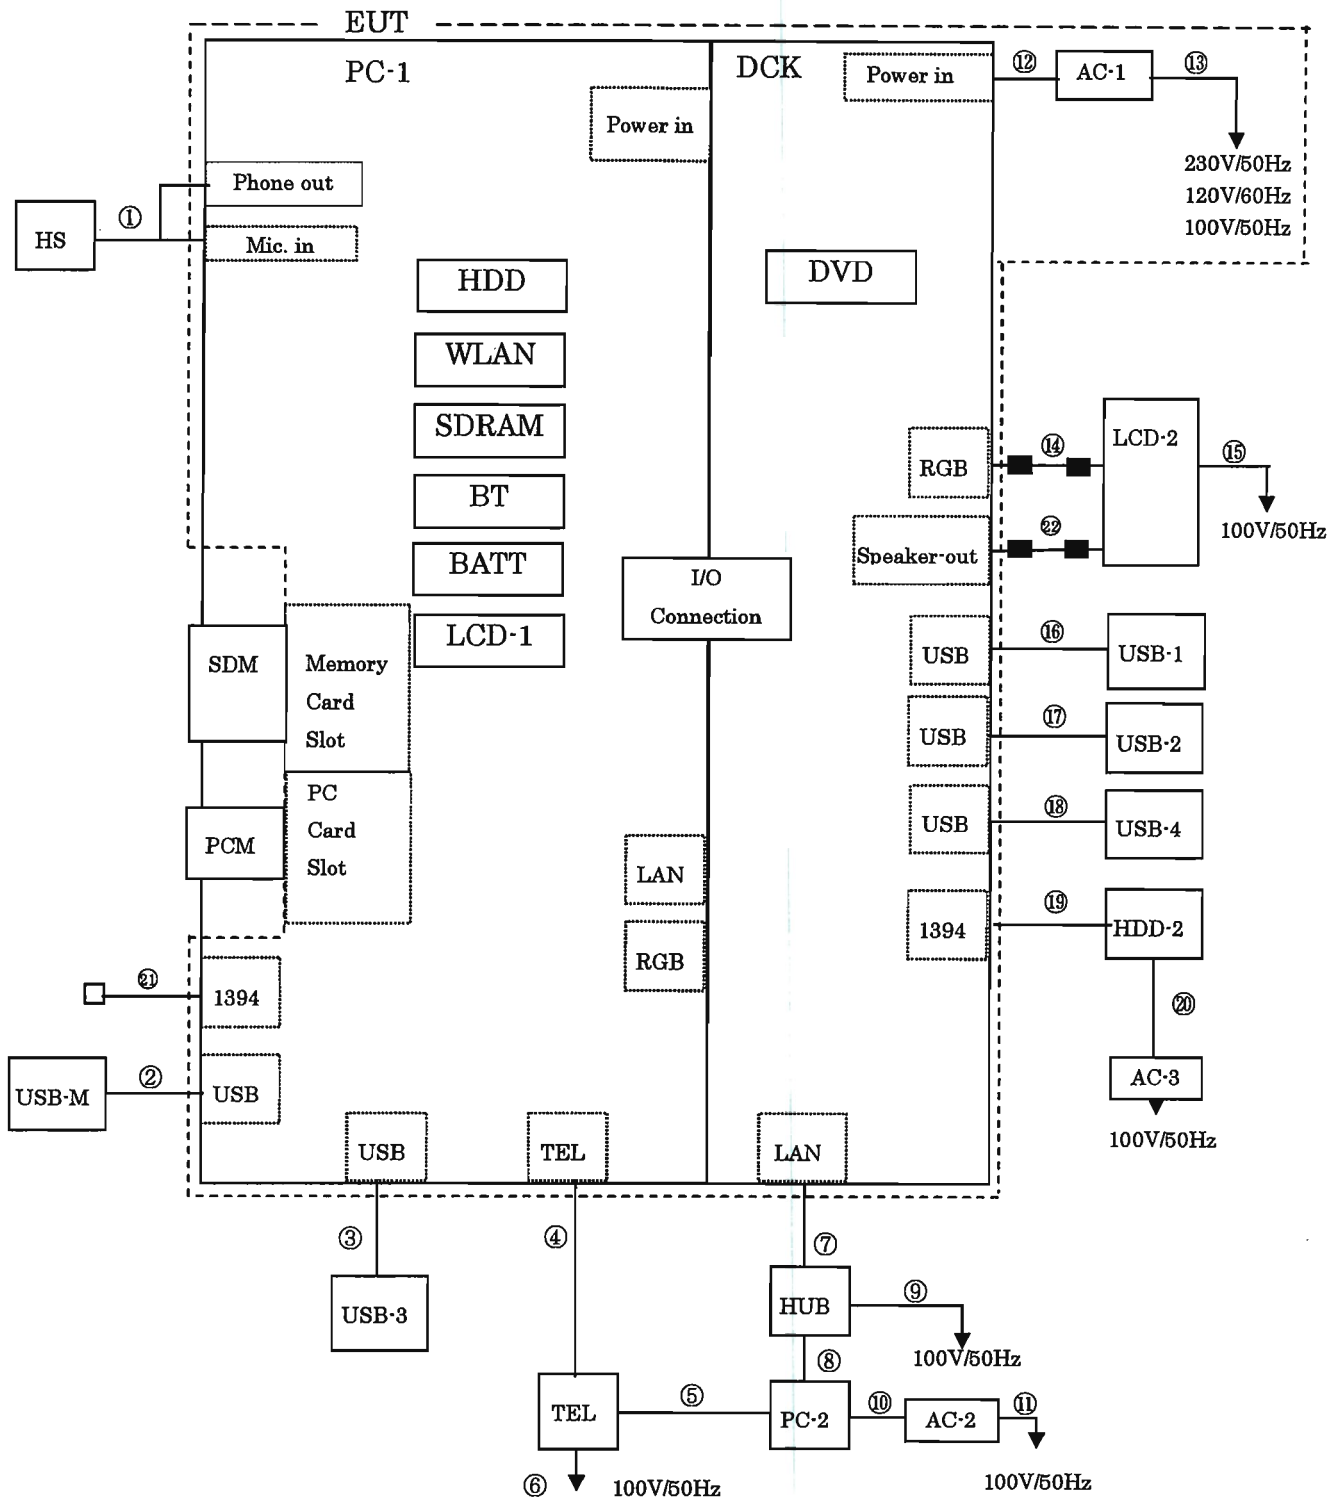 EUT
PC-1
DCK
Power in
Power in
⑫
AC-1
⑬
230V/50Hz
120V/60Hz
100V/50Hz
Phone out
Mic. in
HS
①
HDD
DVD
WLAN
SDRAM
BT
BATT
LCD-1
I/O
Connection
RGB
⑭
LCD-2
⑮
100V/50Hz
Speaker-out
㉒
SDM
Memory
Card
Slot
USB
⑯
USB-1
USB
⑰
USB-2
PCM
PC
Card
Slot
USB
⑱
USB-4
LAN
RGB
1394
⑲
HDD-2
⑳
AC-3
100V/50Hz
㉑
1394
USB-M
②
USB
USB
TEL
LAN
③
USB-3
④
⑦
HUB
⑨
100V/50Hz
⑧
TEL
⑤
PC-2
⑩
AC-2
⑪
100V/50Hz
⑥
100V/50Hz